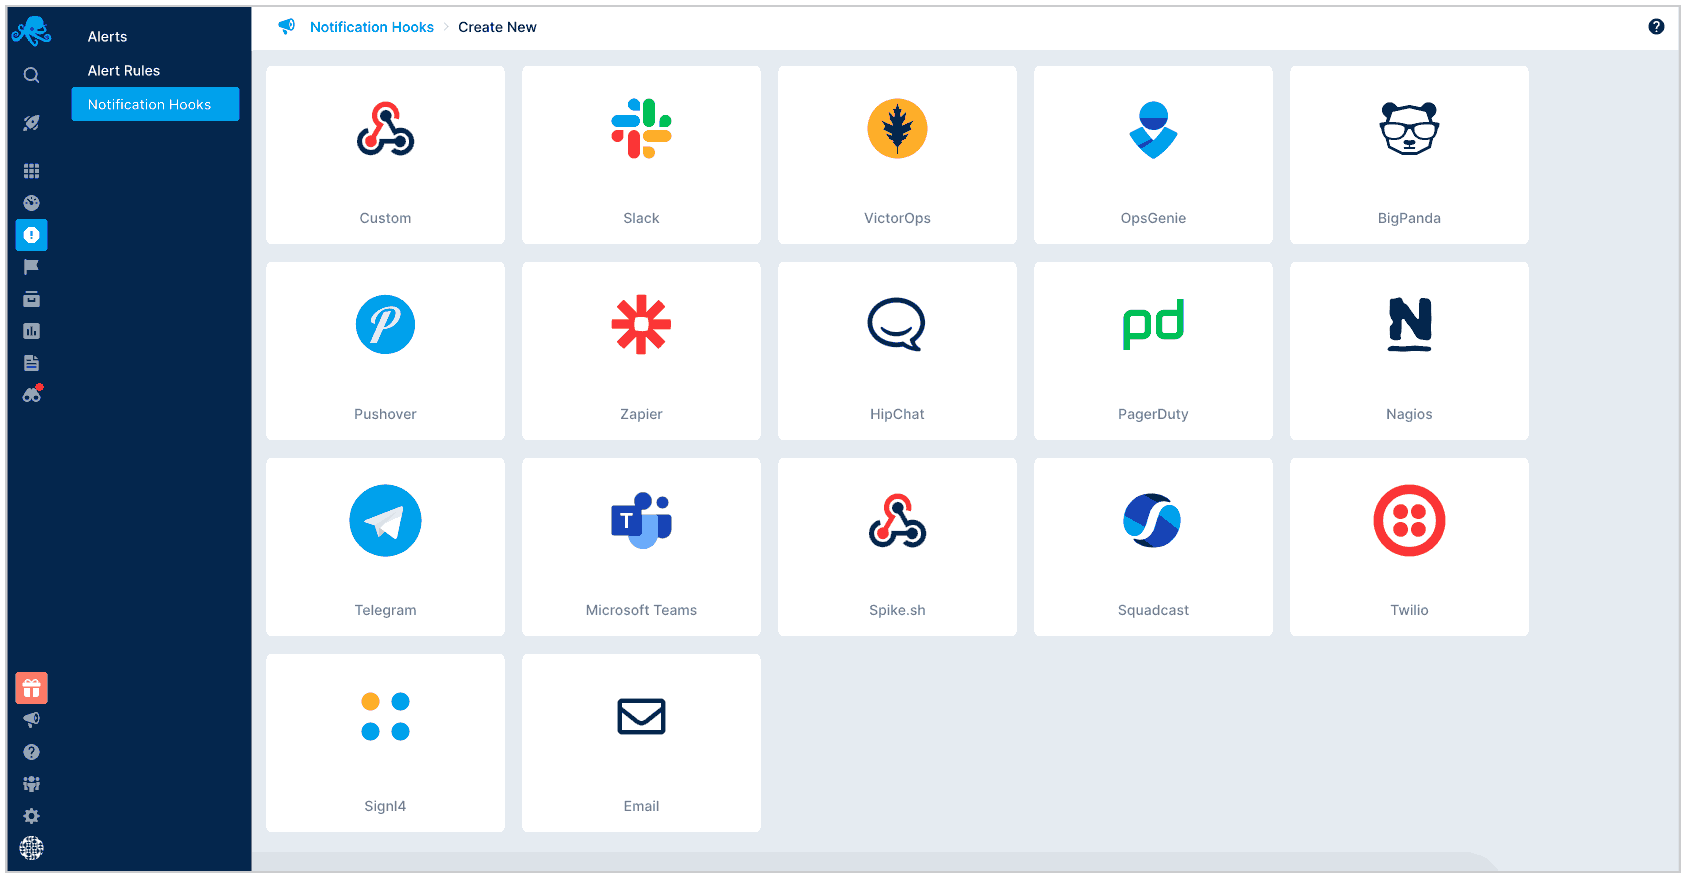 Alerts
Alert Rules
Notification Hooks
Notification Hooks > Create New
Custom
Slack
VictorOps
OpsGenie
BigPanda
Pushover
Zapier
HipChat
pd
PagerDuty
N
Nagios
T
Telegram
Microsoft Teams
Spike.sh
Squadcast
Twilio
Signl4
Email